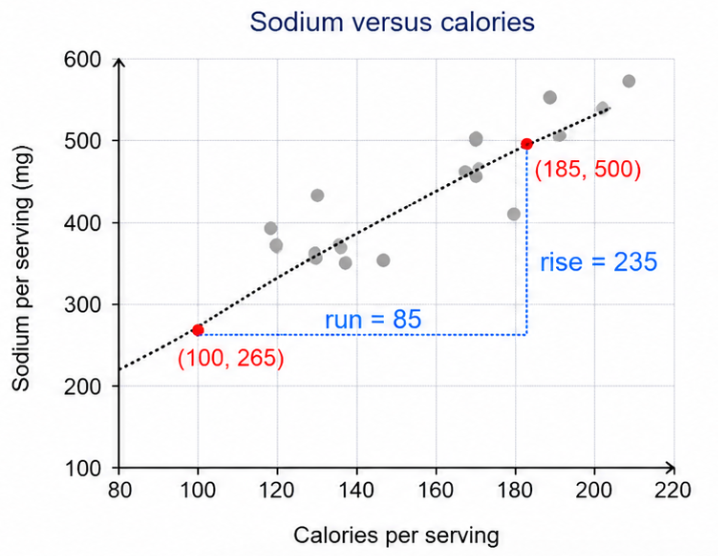 Sodium versus calories
600
500
400
300
200
100
Sodium per serving (mg)
(185, 500)
rise = 235
run = 85
(100, 265)
80 100 120 140 160 180 200 220
Calories per serving